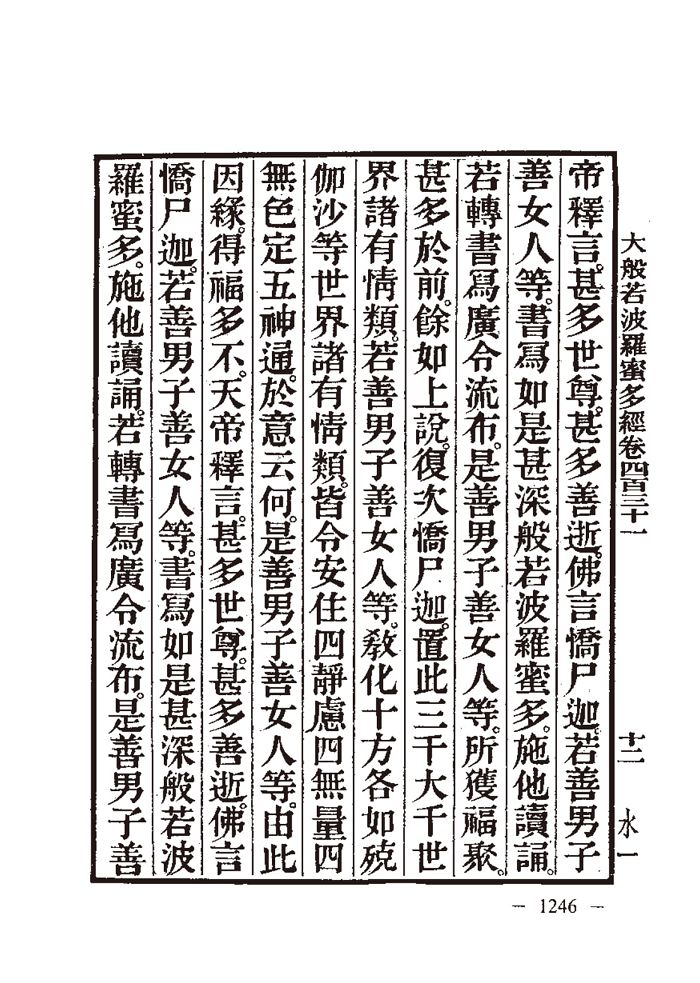 大般若波羅蜜多經卷四百三十一 十二 水一
帝釋言。甚多世尊。甚多善逝。佛言憍尸迦。若善男子
善女人等。書寫如是甚深般若波羅蜜多。施他讀誦。
若轉書寫廣令流布。是善男子善女人等。所獲福聚。
甚多於前。餘如上說。復次憍尸迦。置此三千大千世
界諸有情類。若善男子善女人等。教化十方各如殑
伽沙等世界諸有情類。皆令安住四靜慮四無量四
無色定五神通。於意云何。是善男子善女人等。由此
因緣。得福多不。天帝釋言。甚多世尊。甚多善逝。佛言
憍尸迦。若善男子善女人等。書寫如是甚深般若波
羅蜜多。施他讀誦。若轉書寫廣令流布。是善男子善
— 1246 —